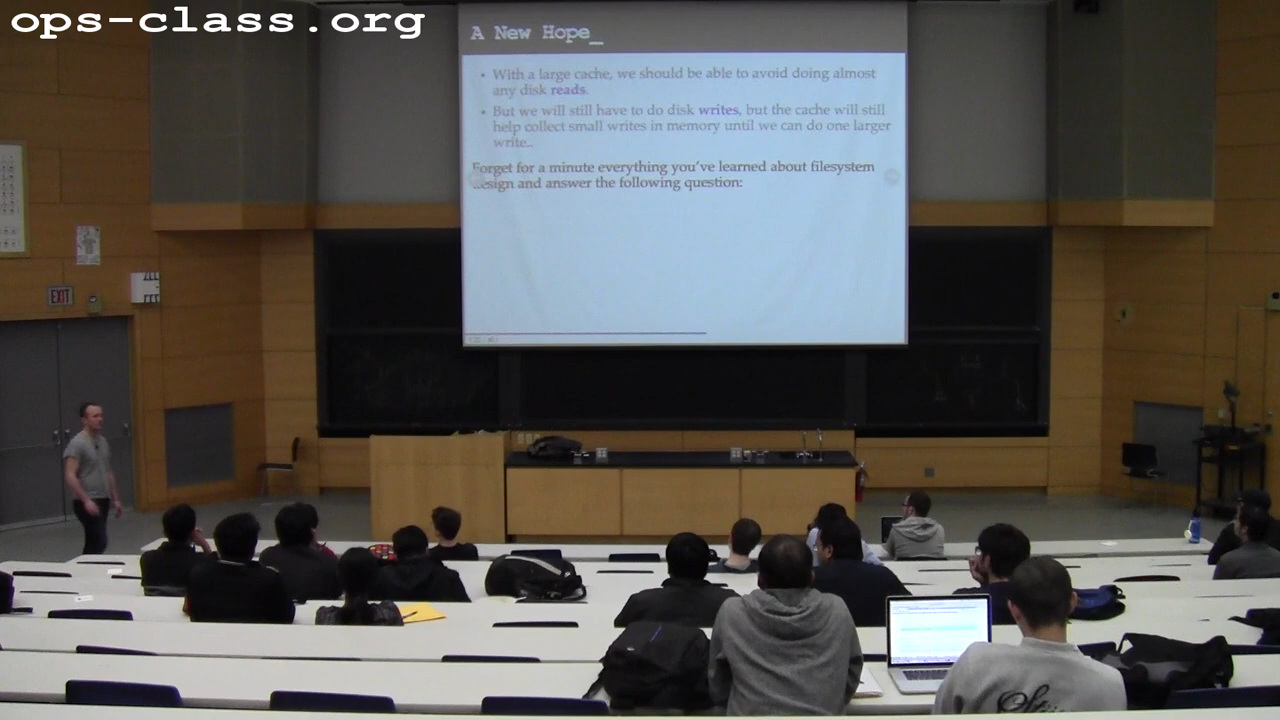 ops-class.org
A New Hope_
• With a large cache, we should be able to avoid doing almost
any disk reads.
• But we will still have to do disk writes, but the cache will still
help collect small writes in memory until we can do one larger
write..
Forget for a minute everything you've learned about filesystem
design and answer the following question:
EXIT